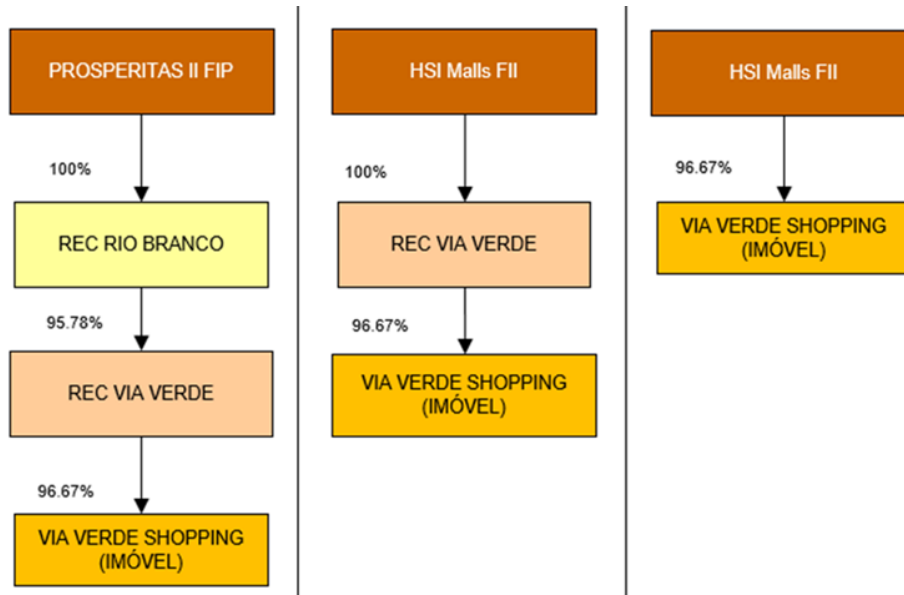 PROSPERITAS II FIP
100%
REC RIO BRANCO
95.78%
REC VIA VERDE
96.67%
VIA VERDE SHOPPING
(IMÓVEL)
HSI Malls FII
100%
REC VIA VERDE
96.67%
VIA VERDE SHOPPING
(IMÓVEL)
HSI Malls FII
96.67%
VIA VERDE SHOPPING
(IMÓVEL)